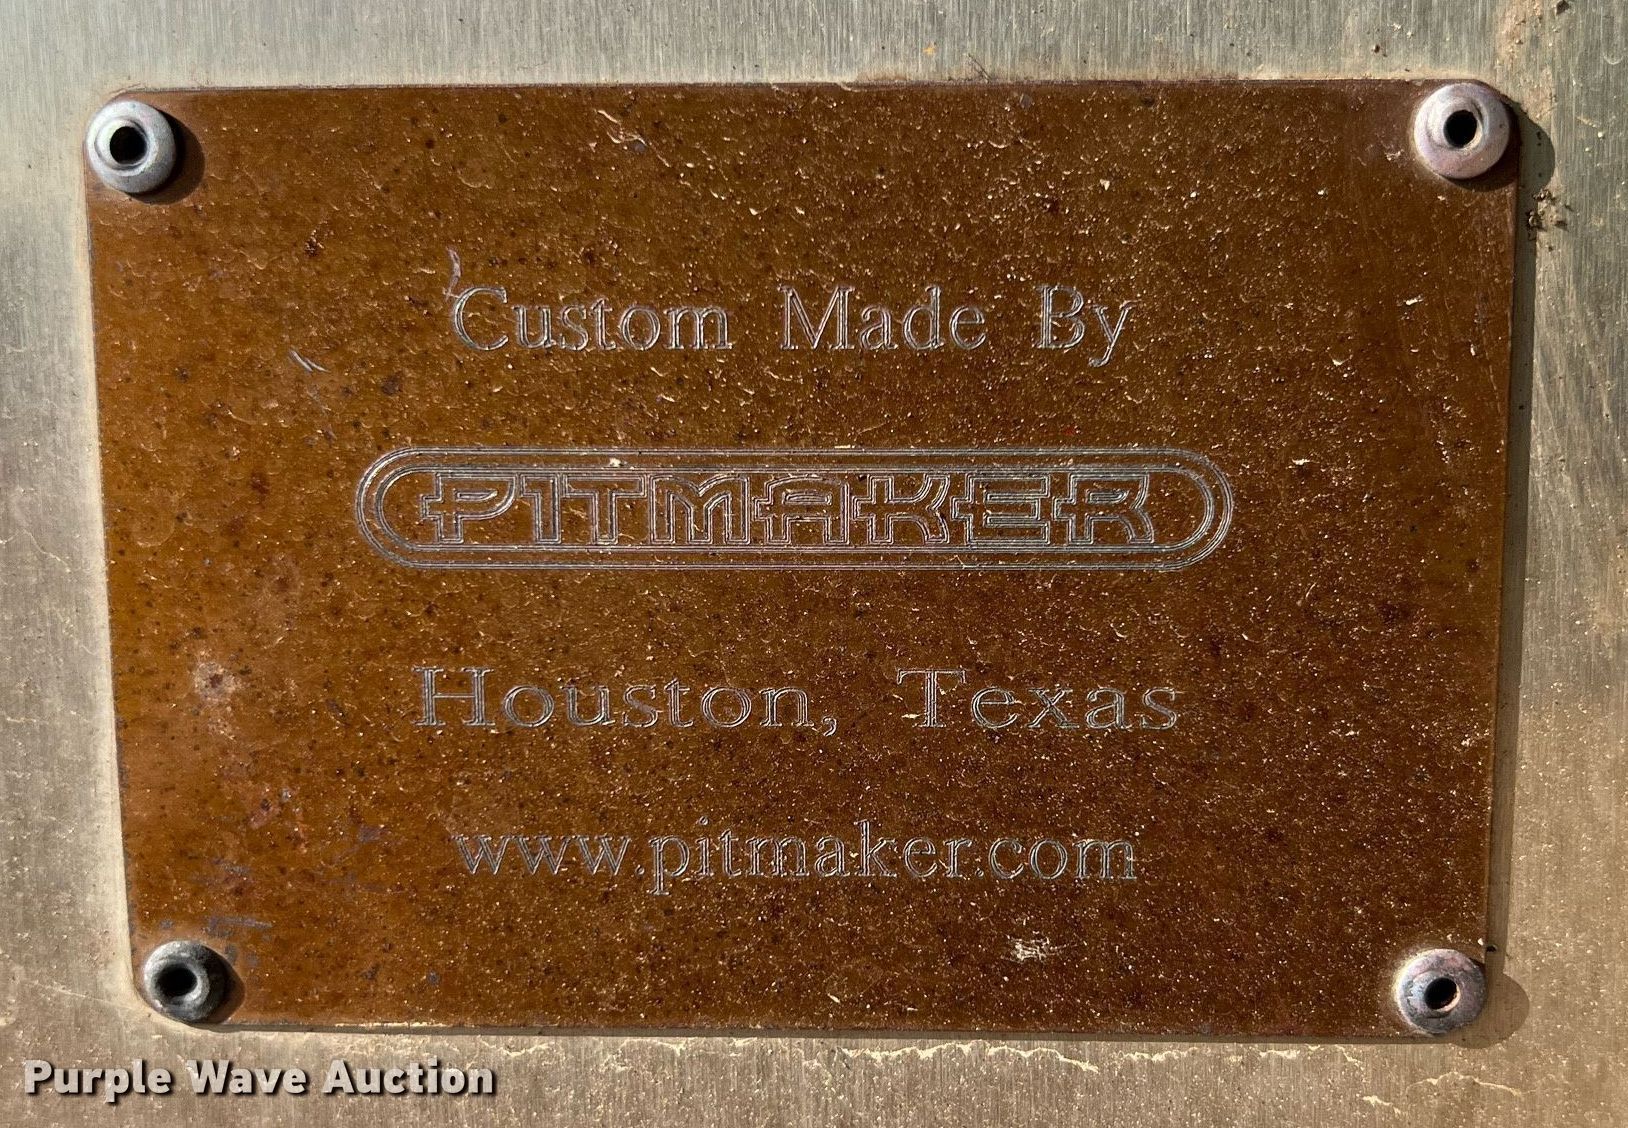 Custom Made By
PITMAKER
Houston, Texas
www.pitmaker.com
Purple Wave Auction